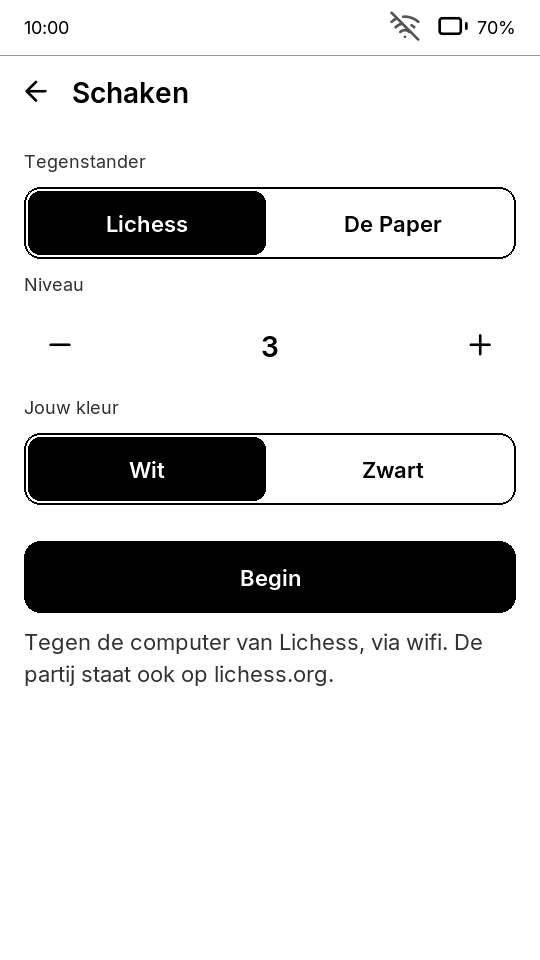 10:00
70%
Schaken
Tegenstander
Lichess
De Paper
Niveau
3
Jouw kleur
Wit
Zwart
Begin
Tegen de computer van Lichess, via wifi. De
partij staat ook op lichess.org.